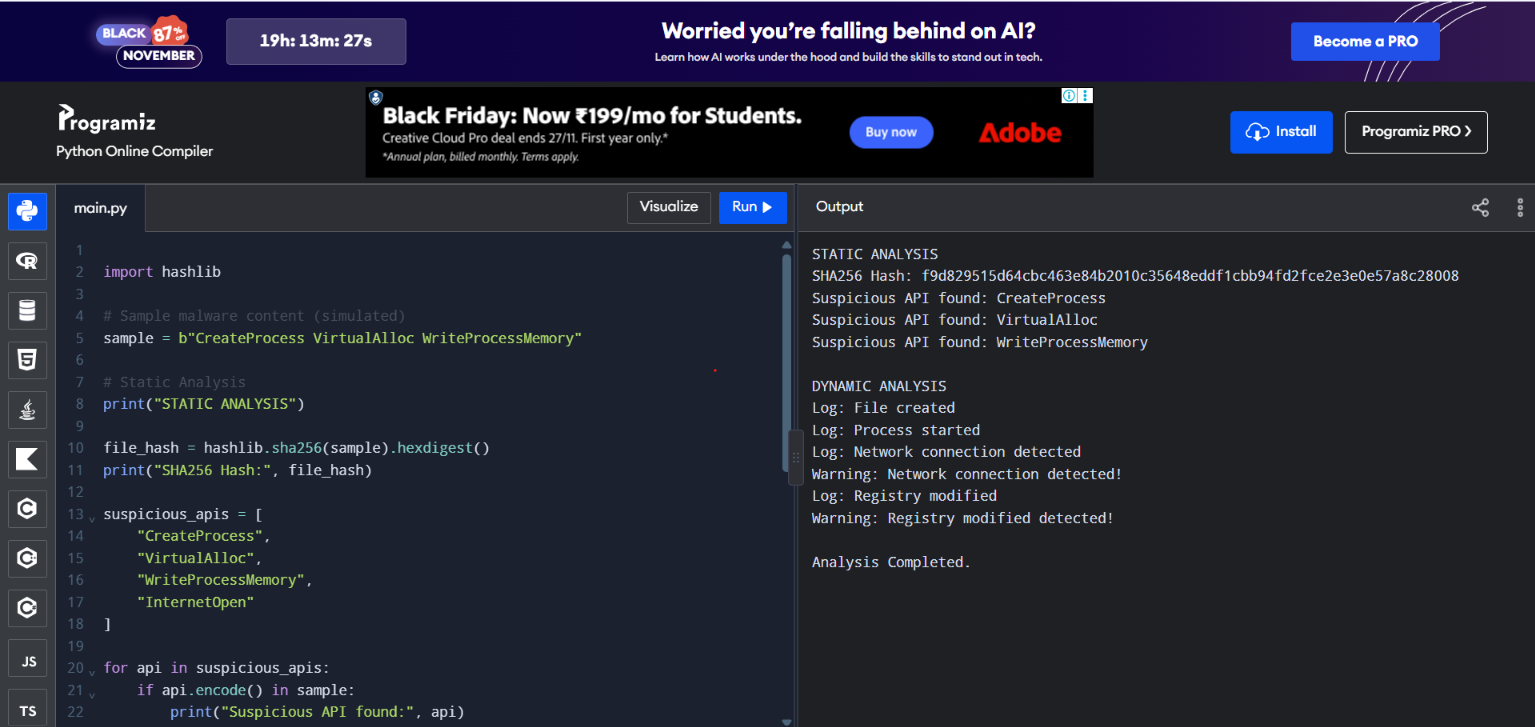 BLACK 87% OFF
NOVEMBER
19h: 13m: 27s
Worried you're falling behind on AI?
Learn how AI works under the hood and build the skills to stand out in tech.
Become a PRO
Programiz
Python Online Compiler
Black Friday: Now ₹199/mo for Students.
Creative Cloud Pro deal ends 27/11. First year only.*
*Annual plan, billed monthly. Terms apply.
Buy now
Adobe
Install
Programiz PRO
main.py
Visualize
Run
1
2 import hashlib
3
4 # Sample malware content (simulated)
5 sample = b"CreateProcess VirtualAlloc WriteProcessMemory"
6
7 # Static Analysis
8 print("STATIC ANALYSIS")
9
10 file_hash = hashlib.sha256(sample).hexdigest()
11 print("SHA256 Hash:", file_hash)
12
13 suspicious_apis = [
14     "CreateProcess",
15     "VirtualAlloc",
16     "WriteProcessMemory",
17     "InternetOpen"
18 ]
19
20 for api in suspicious_apis:
21     if api.encode() in sample:
22         print("Suspicious API found:", api)
R
5
C
C
C
JS
TS
Output
STATIC ANALYSIS
SHA256 Hash: f9d829515d64cbc463e84b2010c35648eddf1cbb94fd2fce2e3e0e57a8c28008
Suspicious API found: CreateProcess
Suspicious API found: VirtualAlloc
Suspicious API found: WriteProcessMemory
DYNAMIC ANALYSIS
Log: File created
Log: Process started
Log: Network connection detected
Warning: Network connection detected!
Log: Registry modified
Warning: Registry modified detected!
Analysis Completed.